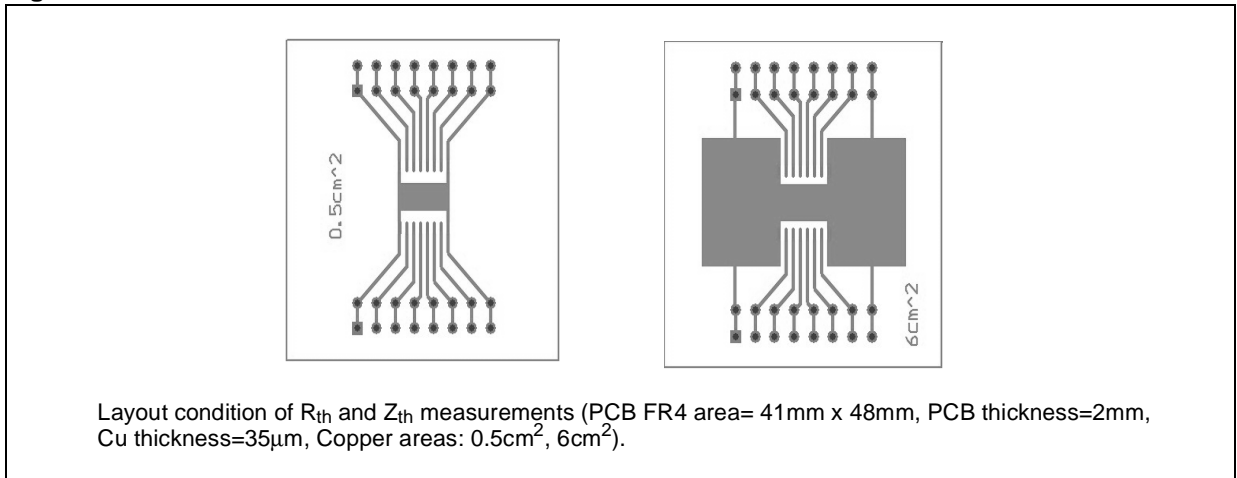 0.5cm^2
6cm^2
Layout condition of Rth and Zth measurements (PCB FR4 area= 41mm x 48mm, PCB thickness=2mm,
Cu thickness=35μm, Copper areas: 0.5cm2, 6cm2).